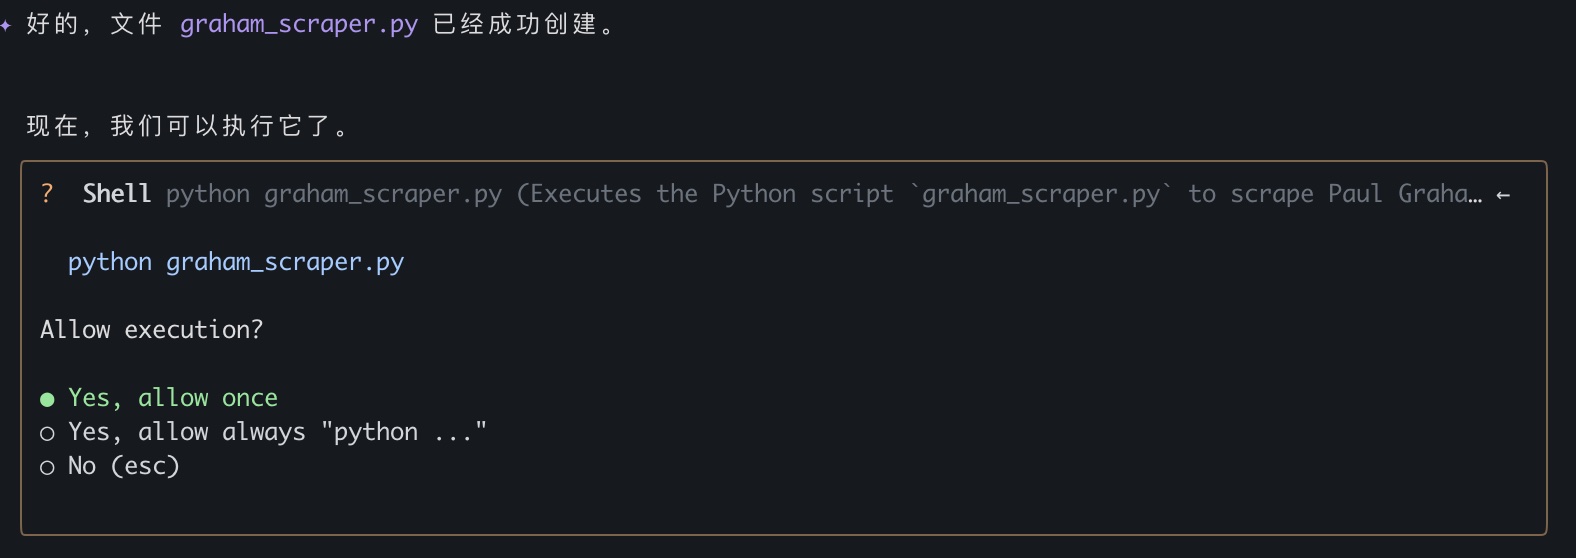 ✦ 好的，文件 graham_scraper.py 已经成功创建。
现在，我们可以执行它了。
? Shell python graham_scraper.py (Executes the Python script `graham_scraper.py` to scrape Paul Graha… ←
python graham_scraper.py
Allow execution?
● Yes, allow once
○ Yes, allow always "python ..."
○ No (esc)